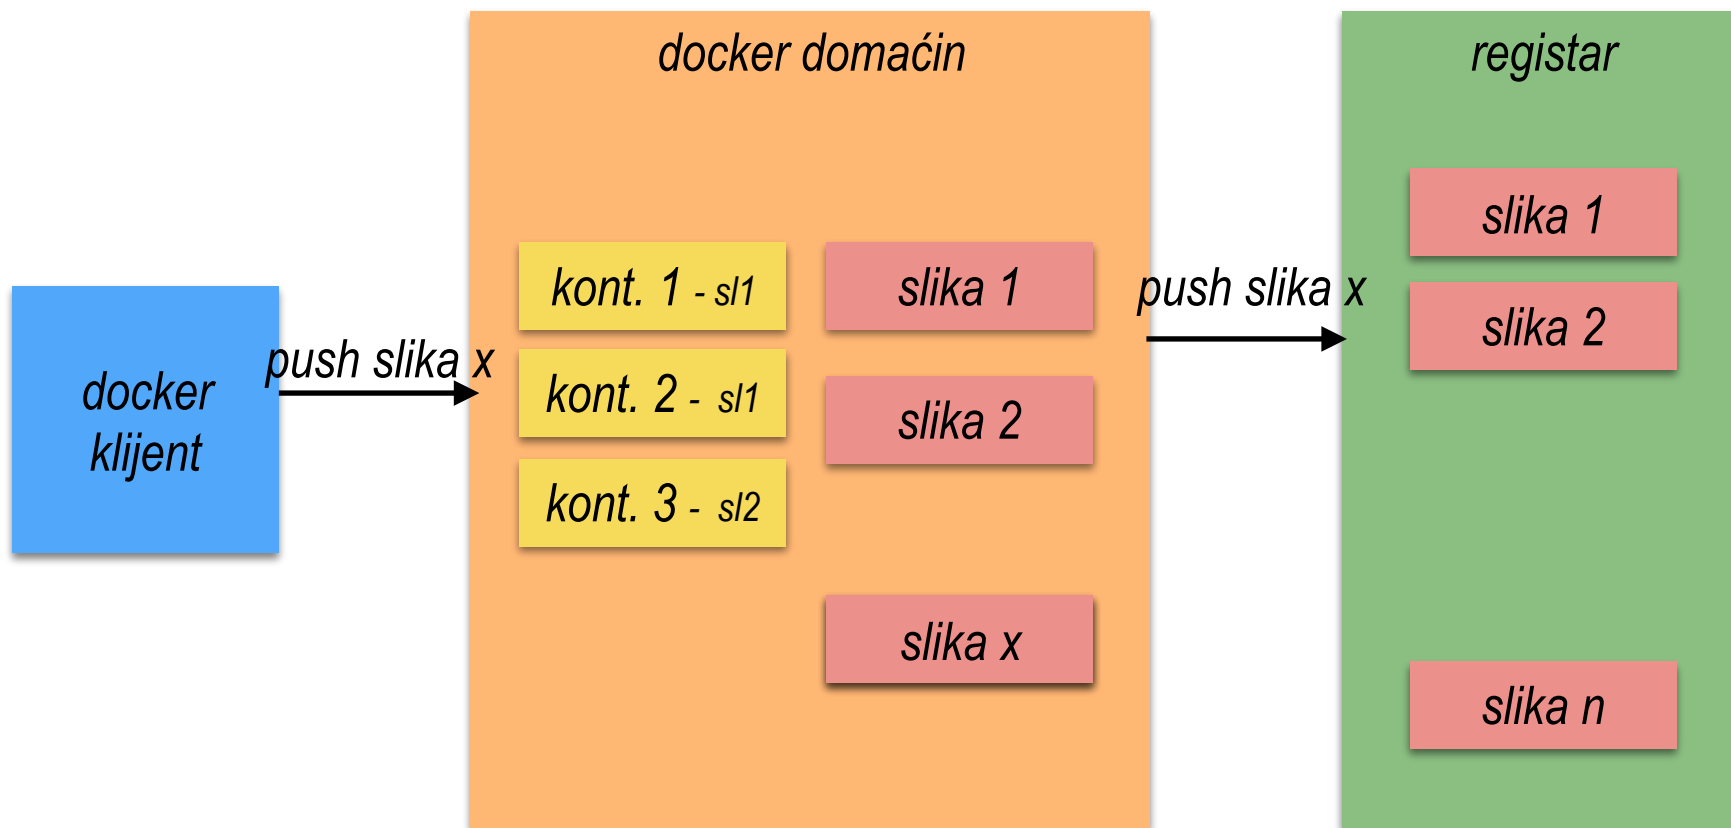 docker domaćin
registar
docker
klijent
push slika x
kont. 1 - sl1
kont. 2 - sl1
kont. 3 - sl2
slika 1
slika 2
slika x
push slika x
slika 1
slika 2
slika n